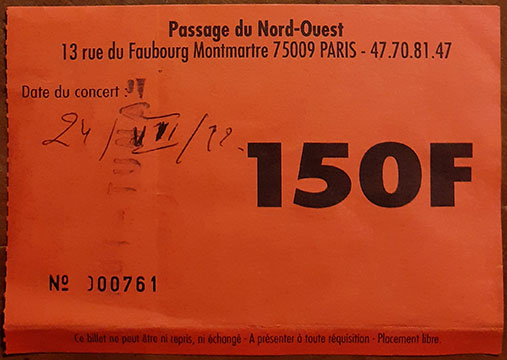 Passage du Nord-Ouest
13 rue du Faubourg Montmartre 75009 PARIS - 47.70.81.47
Date du concert :
24/VII/92.
150F
Nº 000761
Ce billet ne peut être ni repris, ni échangé - A présenter à toute réquisition - Placement libre.